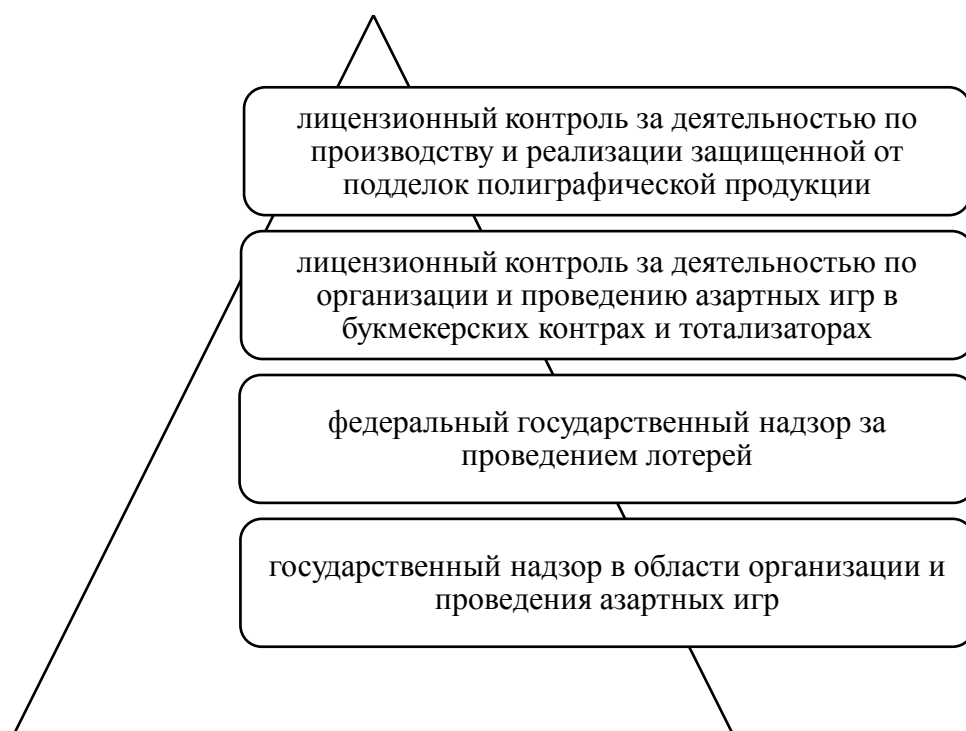 лицензионный контроль за деятельностью по
производству и реализации защищенной от
подделок полиграфической продукции
лицензионный контроль за деятельностью по
организации и проведению азартных игр в
букмекерских контрах и тотализаторах
федеральный государственный надзор за
проведением лотерей
государственный надзор в области организации и
проведения азартных игр